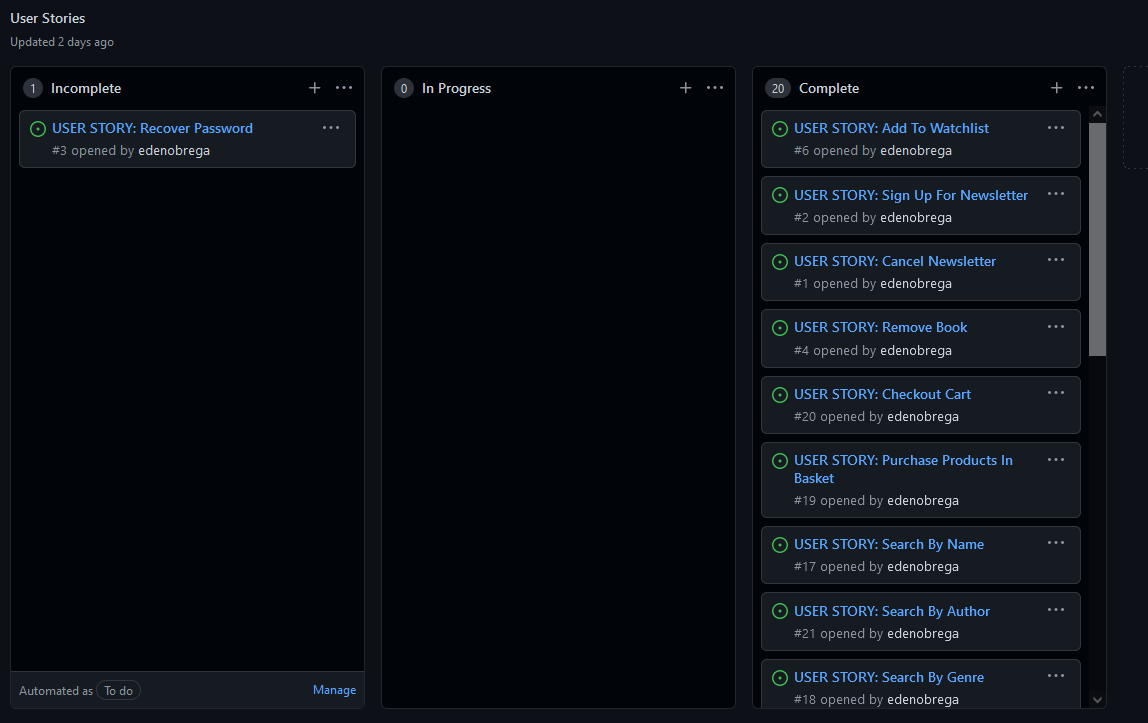 User Stories
Updated 2 days ago
1 Incomplete
USER STORY: Recover Password
#3 opened by edenobrega
Automated as To do
Manage
0 In Progress
20 Complete
USER STORY: Add To Watchlist
#6 opened by edenobrega
USER STORY: Sign Up For Newsletter
#2 opened by edenobrega
USER STORY: Cancel Newsletter
#1 opened by edenobrega
USER STORY: Remove Book
#4 opened by edenobrega
USER STORY: Checkout Cart
#20 opened by edenobrega
USER STORY: Purchase Products In
Basket
#19 opened by edenobrega
USER STORY: Search By Name
#17 opened by edenobrega
USER STORY: Search By Author
#21 opened by edenobrega
USER STORY: Search By Genre
#18 opened by edenobrega